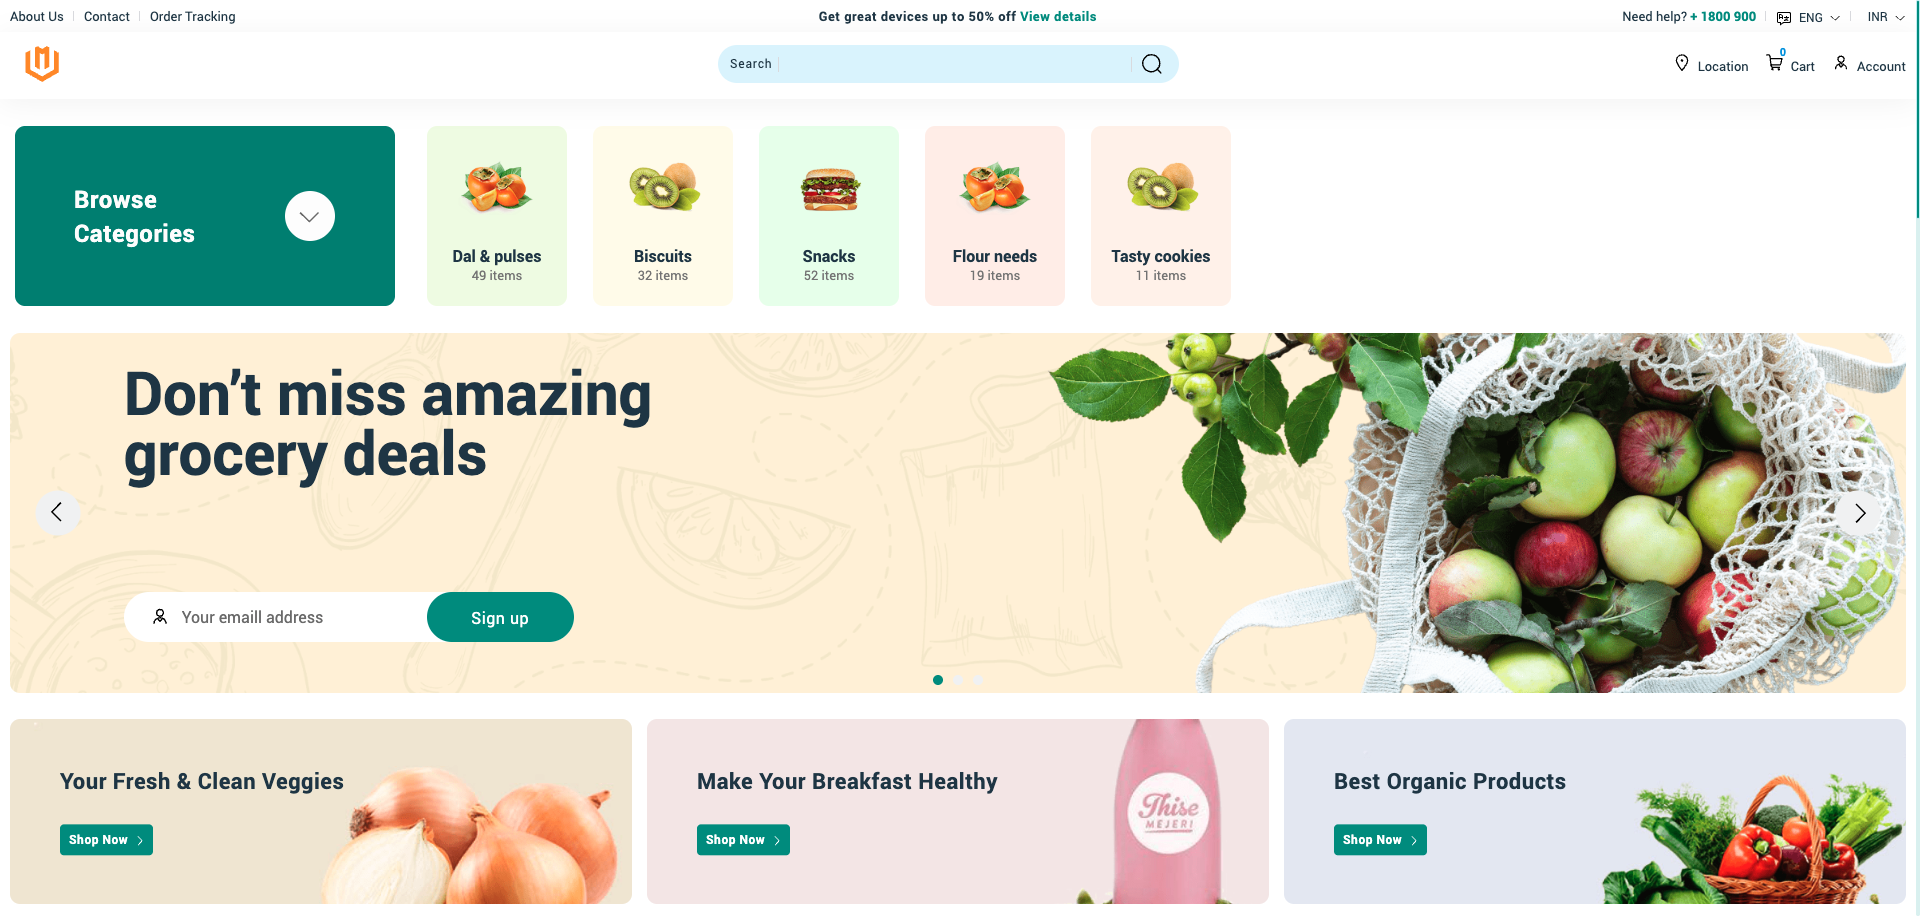 About Us
Contact
Order Tracking
Get great devices up to 50% off View details
Need help? + 1800 900
ENG
INR
Search
Location
0
Cart
Account
Browse
Categories
Dal & pulses
49 items
Biscuits
32 items
Snacks
52 items
Flour needs
19 items
Tasty cookies
11 items
Don't miss amazing
grocery deals
Your emaill address
Sign up
Your Fresh & Clean Veggies
Shop Now
Make Your Breakfast Healthy
Shop Now
Thise
MEJERI
Best Organic Products
Shop Now